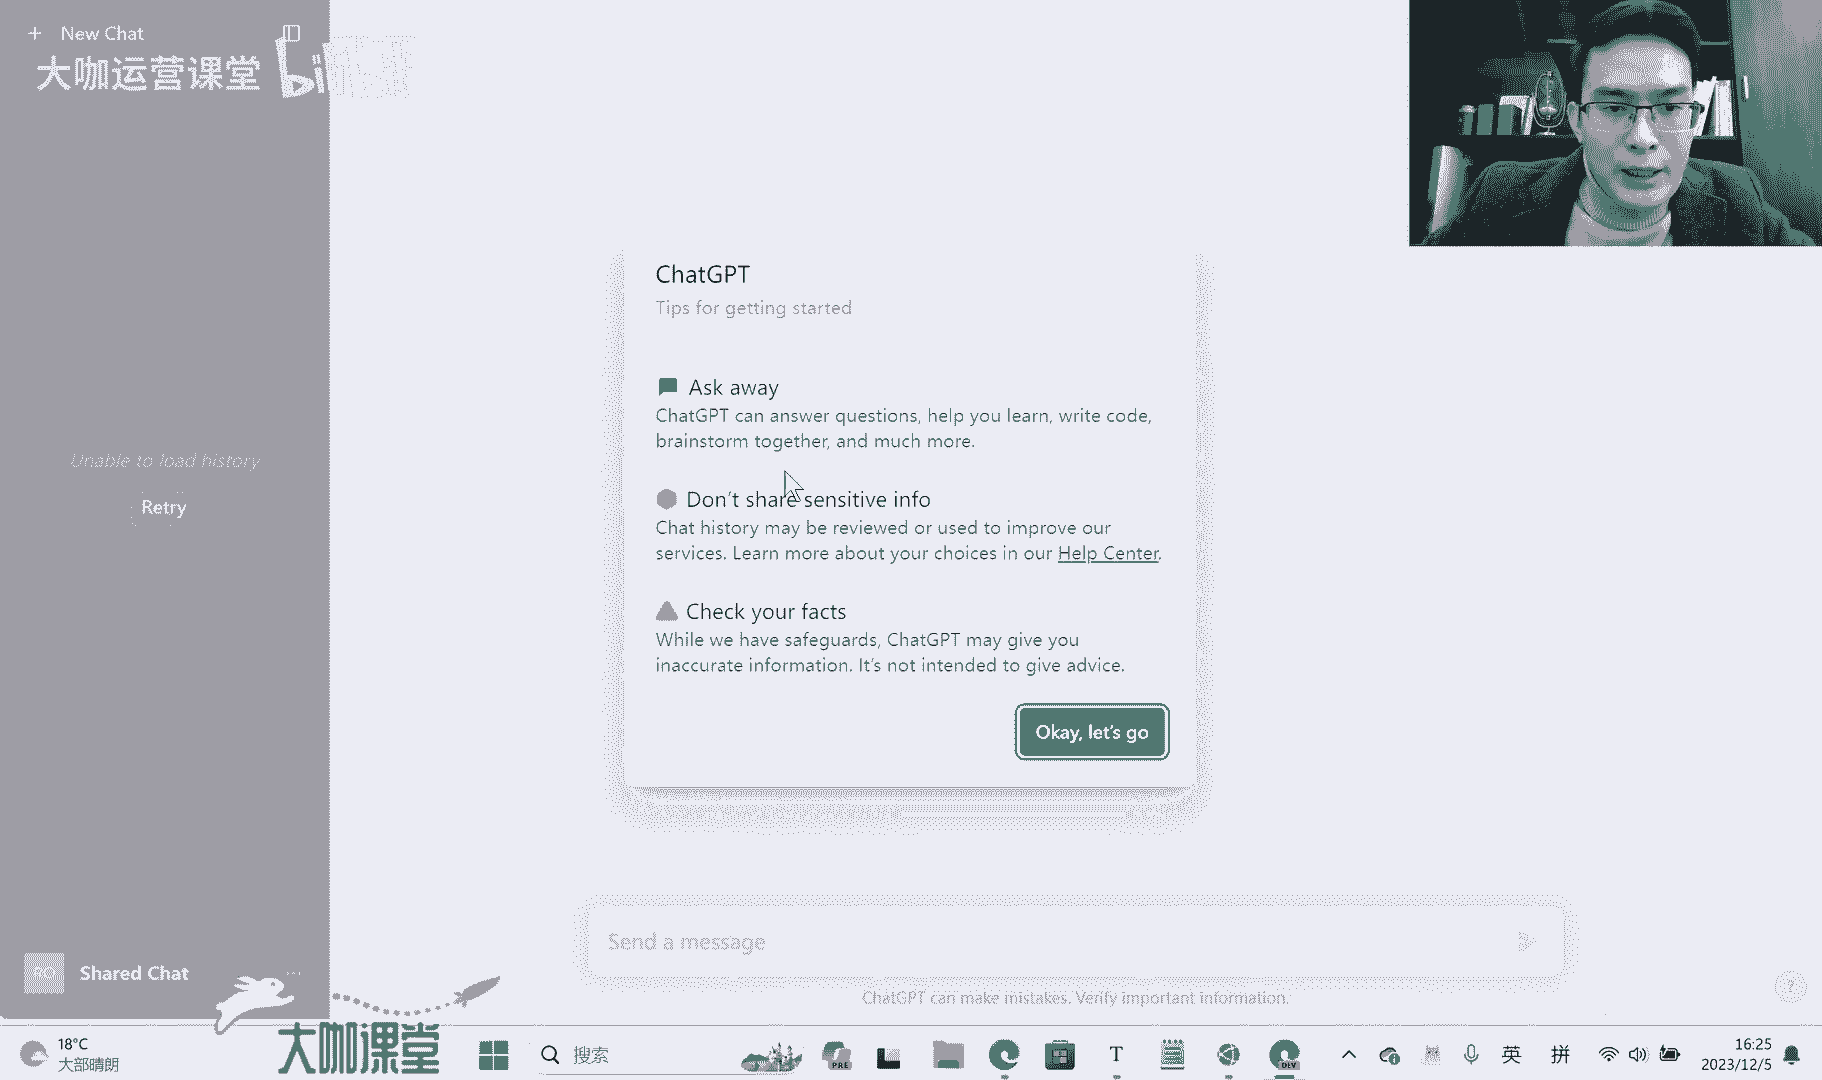 New Chat
大咖运营课堂
bili
ChatGPT
Tips for getting started
Ask away
ChatGPT can answer questions, help you learn, write code,
brainstorm together, and much more.
Don't share sensitive info
Chat history may be reviewed or used to improve our
services. Learn more about your choices in our Help Center.
Check your facts
While we have safeguards, ChatGPT may give you
inaccurate information. It's not intended to give advice.
Okay, let's go
Unable to load history
Retry
Send a message
ChatGPT can make mistakes. Verify important information.
?
RO
Shared Chat
大咖课堂
18°C
大部晴朗
搜索
PRE
T
DEV
英
拼
16:25
2023/12/5